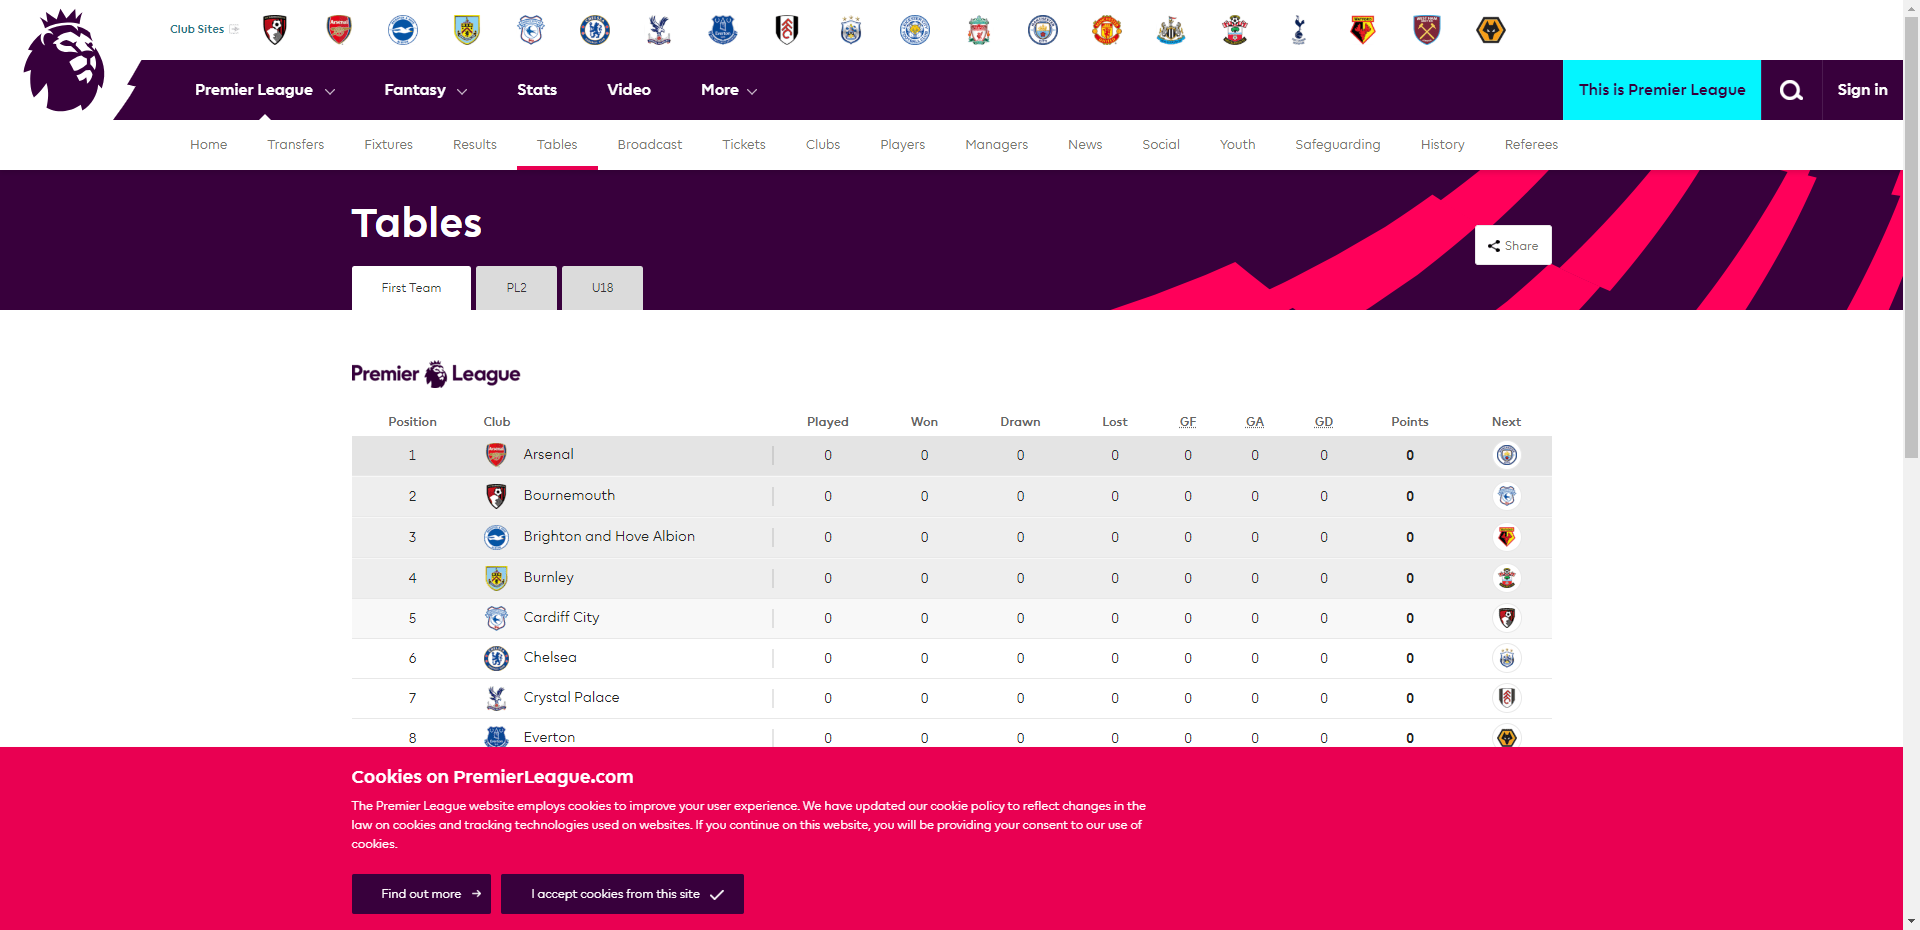 Club Sites
Premier League Fantasy Stats Video More This is Premier League Sign in
Home Transfers Fixtures Results Tables Broadcast Tickets Clubs Players Managers News Social Youth Safeguarding History Referees
Tables
Share
First Team PL2 U18
Premier League
Position Club Played Won Drawn Lost GF GA GD Points Next
1 Arsenal 0 0 0 0 0 0 0 0
2 Bournemouth 0 0 0 0 0 0 0 0
3 Brighton and Hove Albion 0 0 0 0 0 0 0 0
4 Burnley 0 0 0 0 0 0 0 0
5 Cardiff City 0 0 0 0 0 0 0 0
6 Chelsea 0 0 0 0 0 0 0 0
7 Crystal Palace 0 0 0 0 0 0 0 0
8 Everton 0 0 0 0 0 0 0 0
Cookies on PremierLeague.com
The Premier League website employs cookies to improve your user experience. We have updated our cookie policy to reflect changes in the
law on cookies and tracking technologies used on websites. If you continue on this website, you will be providing your consent to our use of
cookies.
Find out more I accept cookies from this site